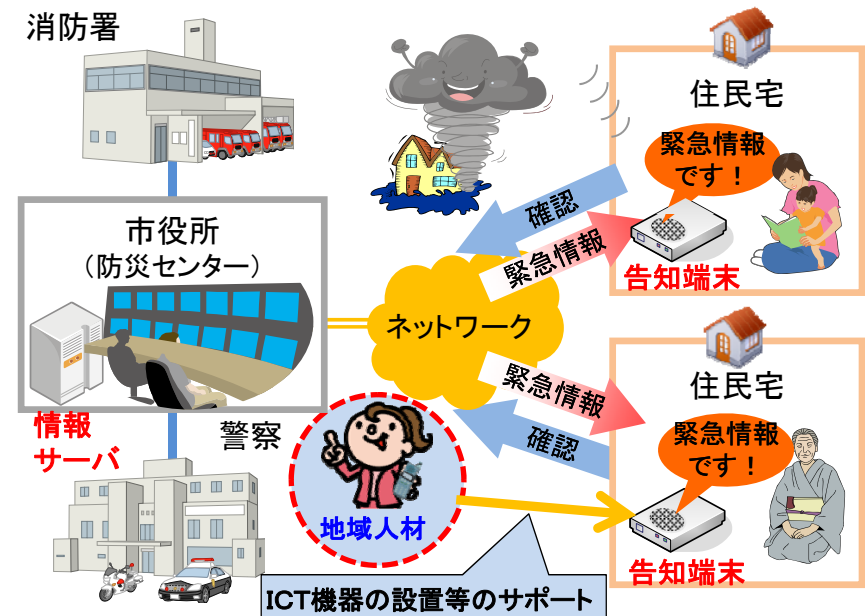 消防署
住民宅
緊急情報
です！
確認
緊急情報
告知端末
市役所
（防災センター）
ネットワーク
情報
サーバ
警察
緊急情報
確認
住民宅
緊急情報
です！
告知端末
地域人材
ICT機器の設置等のサポート